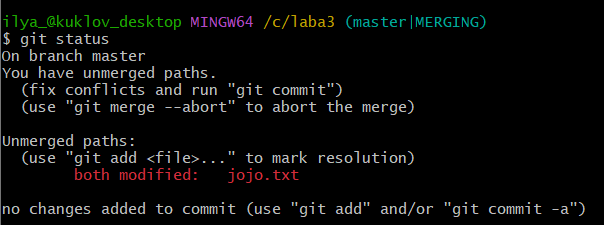 ilya_@kuklov_desktop MINGW64 /c/laba3 (master|MERGING)
$ git status
On branch master
You have unmerged paths.
  (fix conflicts and run "git commit")
  (use "git merge --abort" to abort the merge)

Unmerged paths:
  (use "git add <file>..." to mark resolution)
        both modified:   jojo.txt

no changes added to commit (use "git add" and/or "git commit -a")